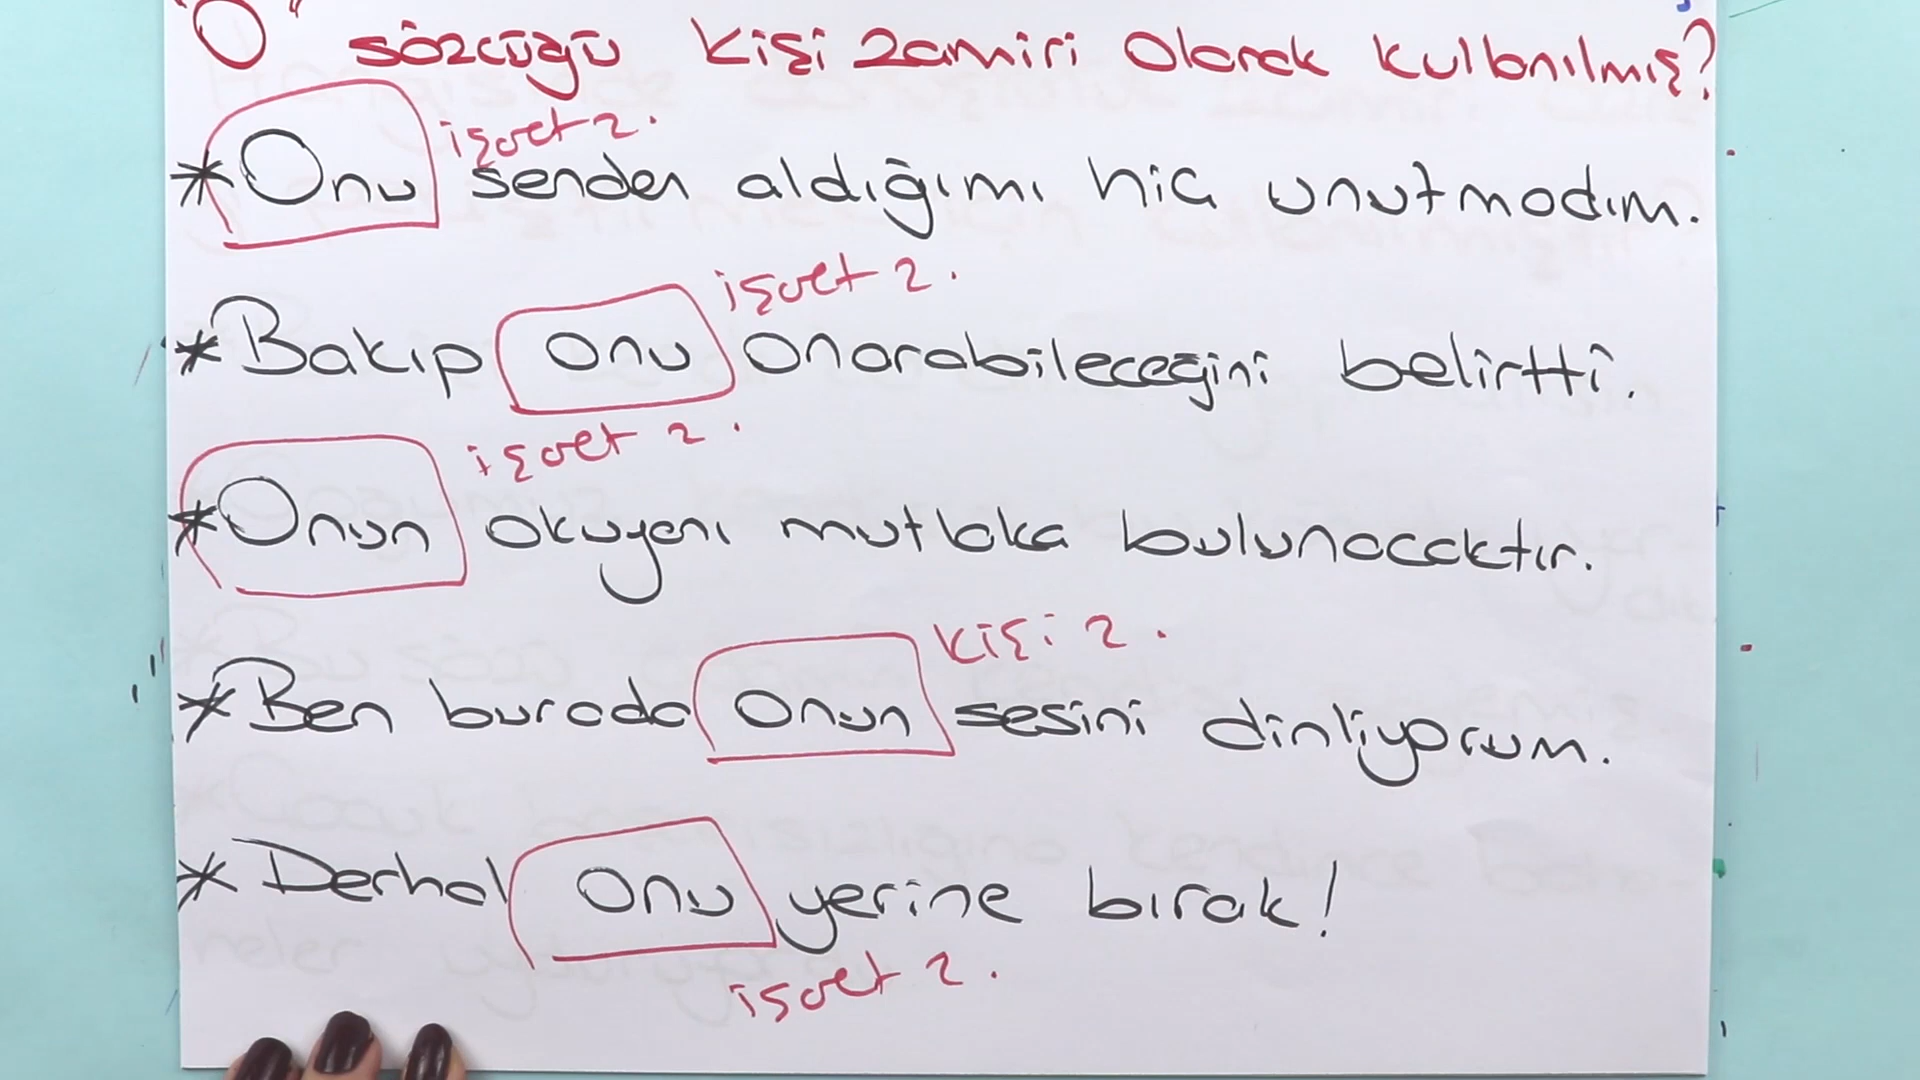 "O" sözcüğü kişi zamiri olarak kullanılmış?
işaret z.
* Onu senden aldığımı hiç unutmadım.
işaret z.
* Bakıp onu onarabileceğini belirtti.
işaret z.
* Onun okuyanı mutlaka bulunacaktır.
kişi z.
* Ben burada onun sesini dinliyorum.
* Derhal onu yerine bırak!
işaret z.